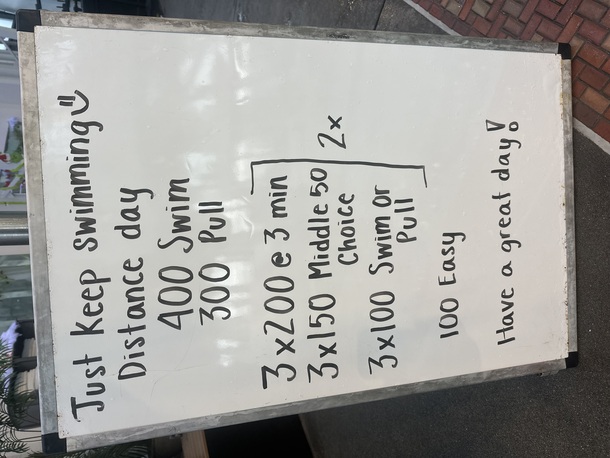 Just Keep swimming
Distance day
400 Swim
300 Pull
3x200 @ 3 min
3x150 Middle 50
Choice
2x
3x100 Swim or
Pull
100 Easy
Have a great day!